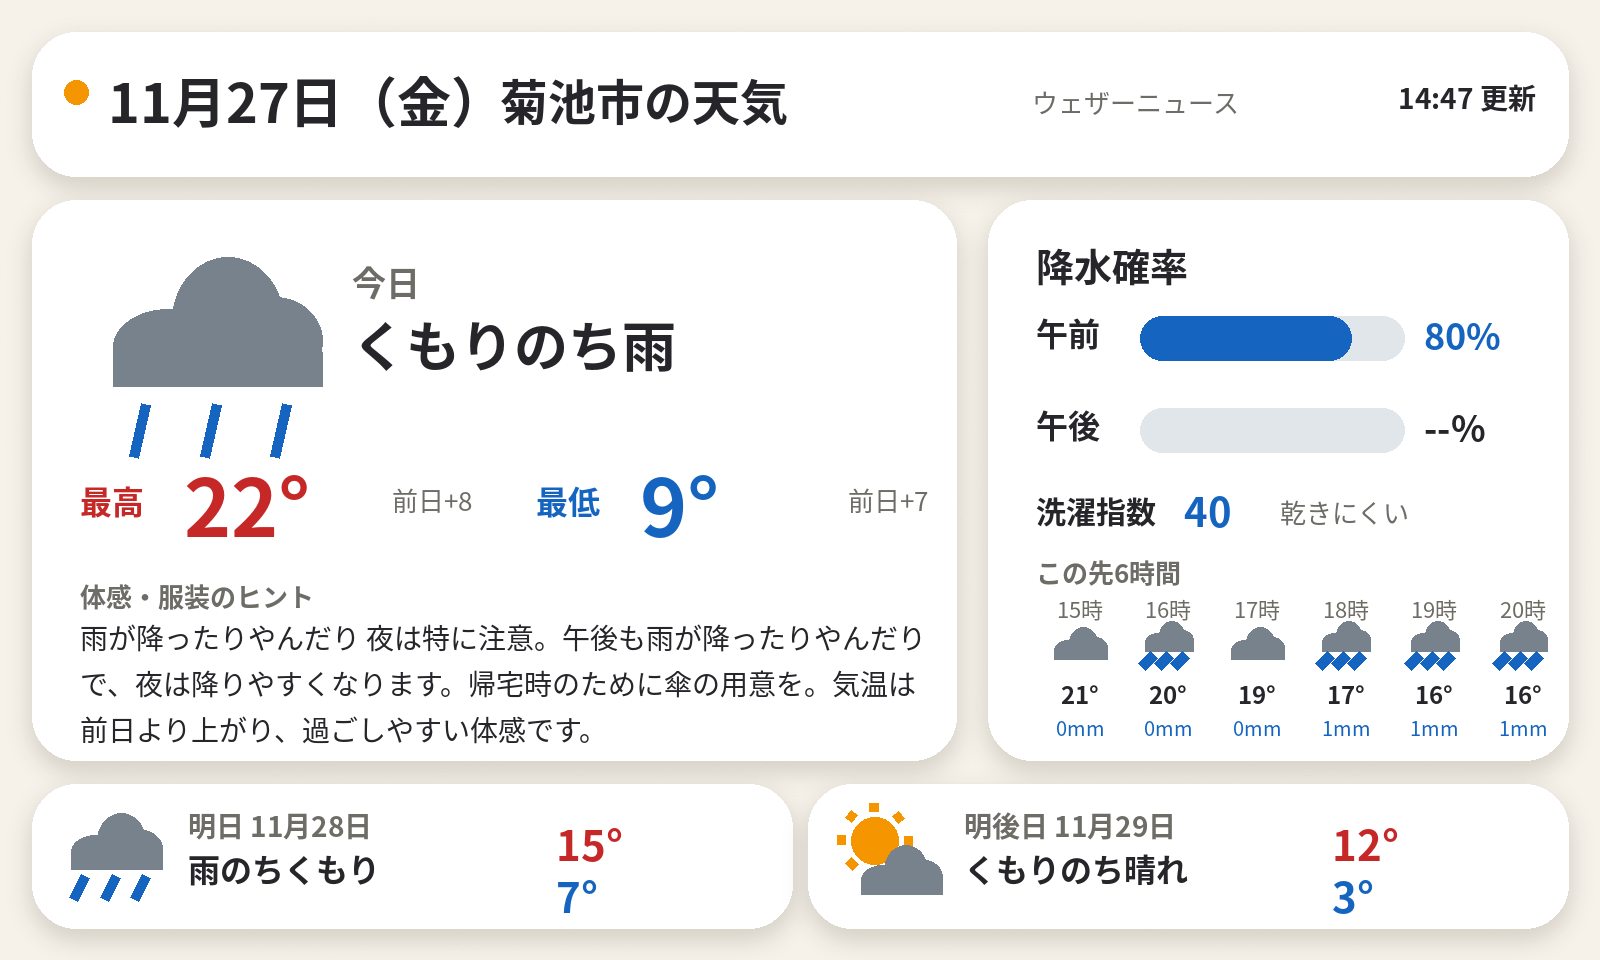 11月27日（金）菊池市の天気
ウェザーニュース
14:47 更新
今日
くもりのち雨
最高 22° 前日+8 最低 9° 前日+7
体感・服装のヒント
雨が降ったりやんだり 夜は特に注意。午後も雨が降ったりやんだり
で、夜は降りやすくなります。帰宅時のために傘の用意を。気温は
前日より上がり、過ごしやすい体感です。
降水確率
午前 80%
午後 --%
洗濯指数 40 乾きにくい
この先6時間
15時 16時 17時 18時 19時 20時
21° 20° 19° 17° 16° 16°
0mm 0mm 0mm 1mm 1mm 1mm
明日 11月28日
雨のちくもり
15°
7°
明後日 11月29日
くもりのち晴れ
12°
3°